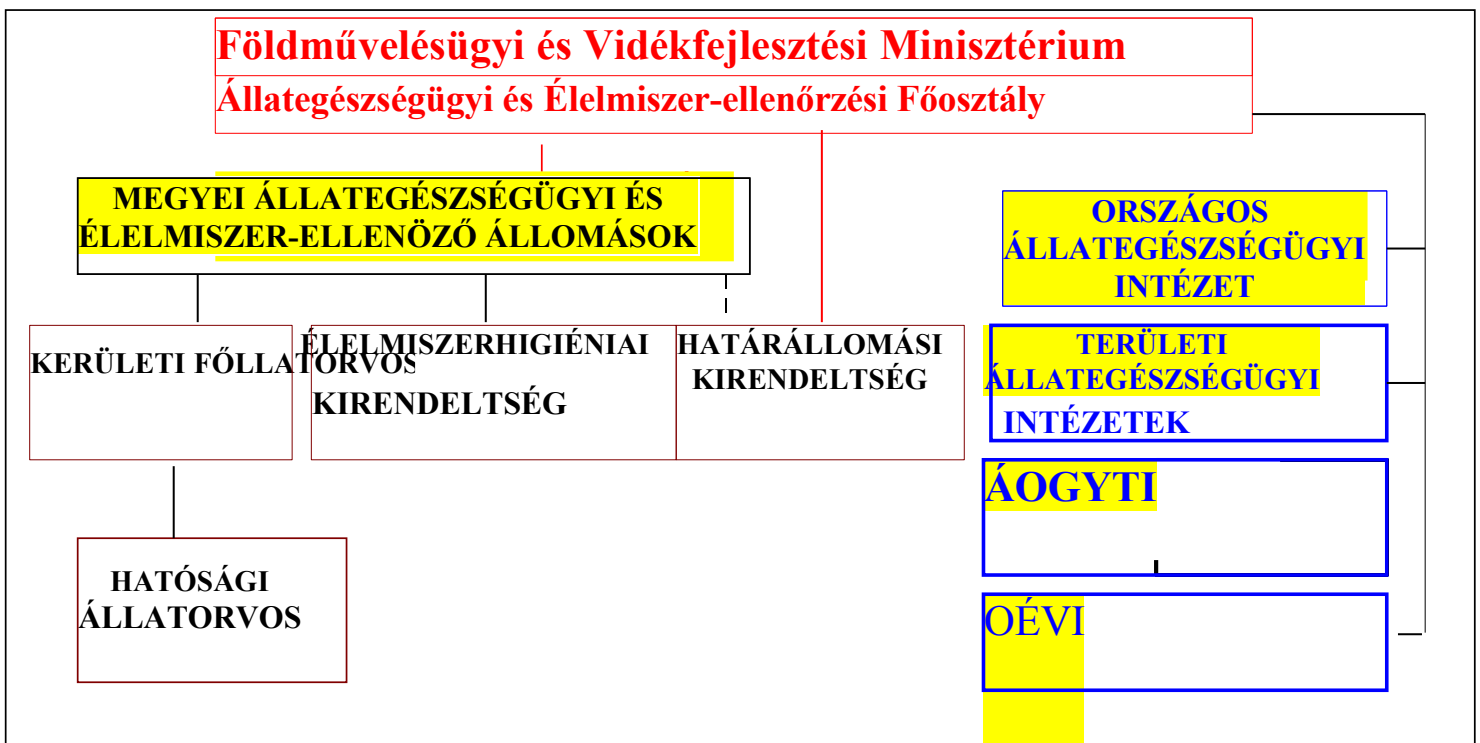 Földművelésügyi és Vidékfejlesztési Minisztérium
Állategészségügyi és Élelmiszer-ellenőrzési Főosztály
MEGYEI ÁLLATEGÉSZSÉGÜGYI ÉS
ÉLELMISZER-ELLENÖZŐ ÁLLOMÁSOK
ORSZÁGOS
ÁLLATEGÉSZSÉGÜGYI
INTÉZET
KERÜLETI FŐLLATORVOS
ÉLELMISZERHIGIÉNIAI
KIRENDELTSÉG
HATÁRÁLLOMÁSI
KIRENDELTSÉG
TERÜLETI
ÁLLATEGÉSZSÉGÜGYI
INTÉZETEK
ÁOGYTI
HATÓSÁGI
ÁLLATORVOS
OÉVI